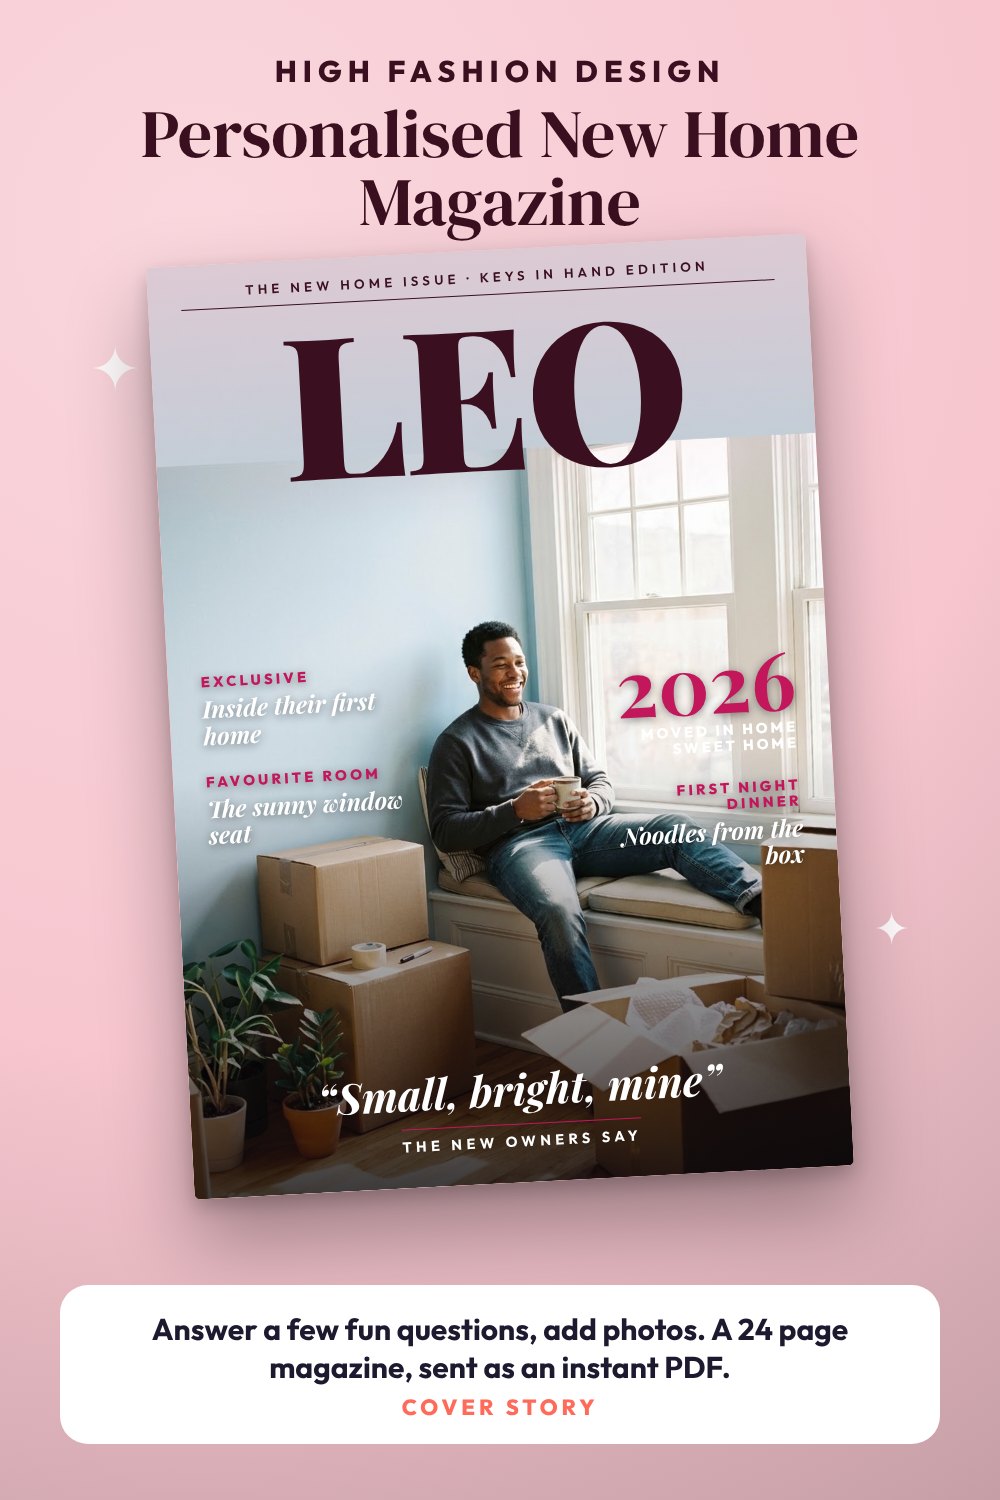 HIGH FASHION DESIGN
Personalised New Home
Magazine
THE NEW HOME ISSUE · KEYS IN HAND EDITION
LEO
EXCLUSIVE
Inside their first
home
FAVOURITE ROOM
The sunny window
seat
2026
MOVED IN HOME
SWEET HOME
FIRST NIGHT
DINNER
Noodles from the
box
“Small, bright, mine”
THE NEW OWNERS SAY
Answer a few fun questions, add photos. A 24 page
magazine, sent as an instant PDF.
COVER STORY